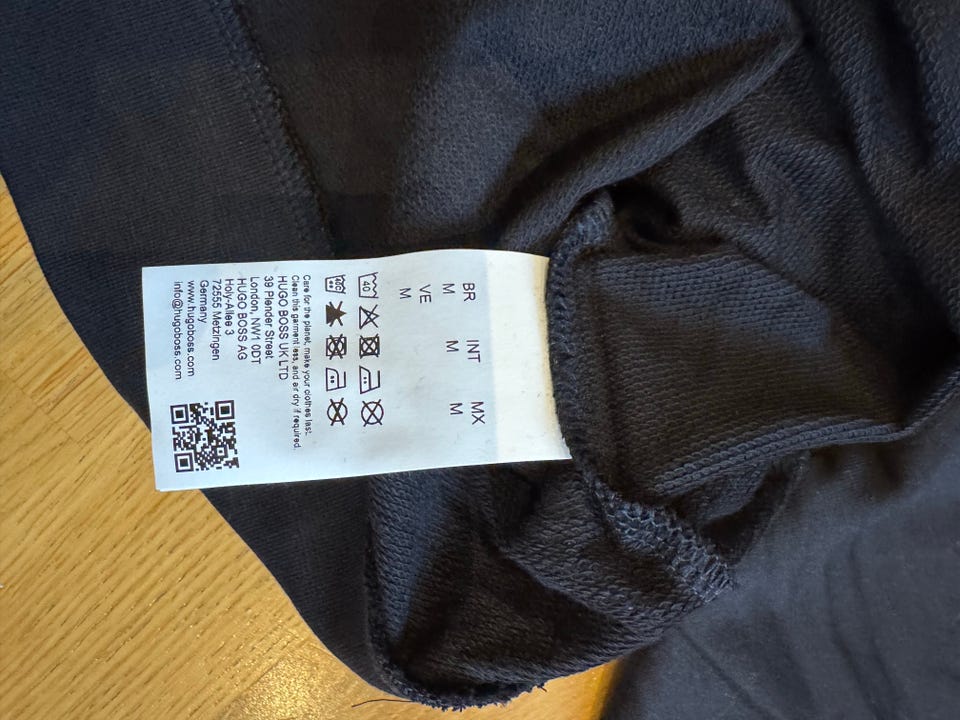 BR INT MX
M M M
VE
M
40
40°C
Care for the planet, make your clothes last.
Clean this garment less, and air dry if required.
HUGO BOSS UK LTD
39 Plender Street
London, NW1 0DT
HUGO BOSS AG
Holy-Allee 3
72555 Metzingen
Germany
www.hugoboss.com
info@hugoboss.com